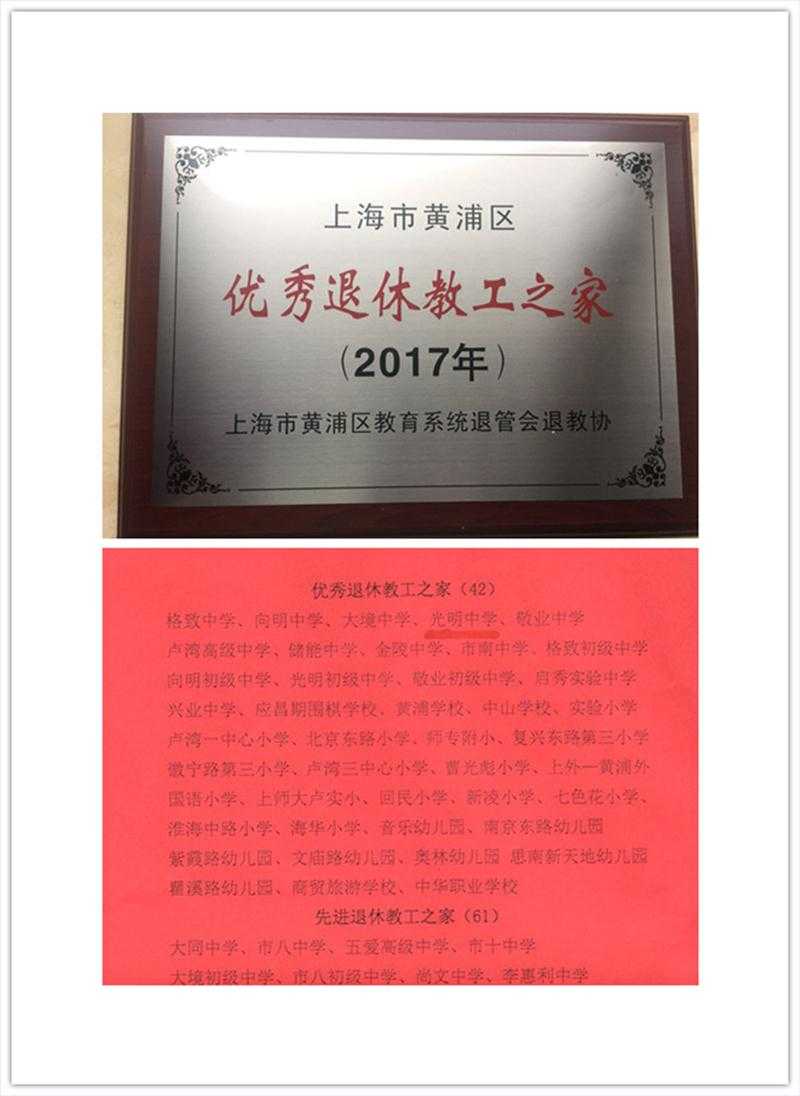 上海市黄浦区
优秀退休教工之家
（2017年）
上海市黄浦区教育系统退管会退教协
优秀退休教工之家（42）
格致中学、向明中学、大境中学、光明中学、敬业中学
卢湾高级中学、储能中学、金陵中学、市南中学、格致初级中学
向明初级中学、光明初级中学、敬业初级中学、启秀实验中学
兴业中学、应昌期围棋学校、黄浦学校、中山学校、实验小学
卢湾一中心小学、北京东路小学、师专附小、复兴东路第三小学
徽宁路第三小学、卢湾三中心小学、曹光彪小学、上外—黄浦外
国语小学、上师大卢实小、回民小学、新凌小学、七色花小学、
淮海中路小学、海华小学、音乐幼儿园、南京东路幼儿园
紫霞路幼儿园、文庙路幼儿园、奥林幼儿园 思南新天地幼儿园
瞿溪路幼儿园、商贸旅游学校、中华职业学校
先进退休教工之家（61）
大同中学、市八中学、五爱高级中学、市十中学
大境初级中学、市八初级中学、尚文中学、李惠利中学